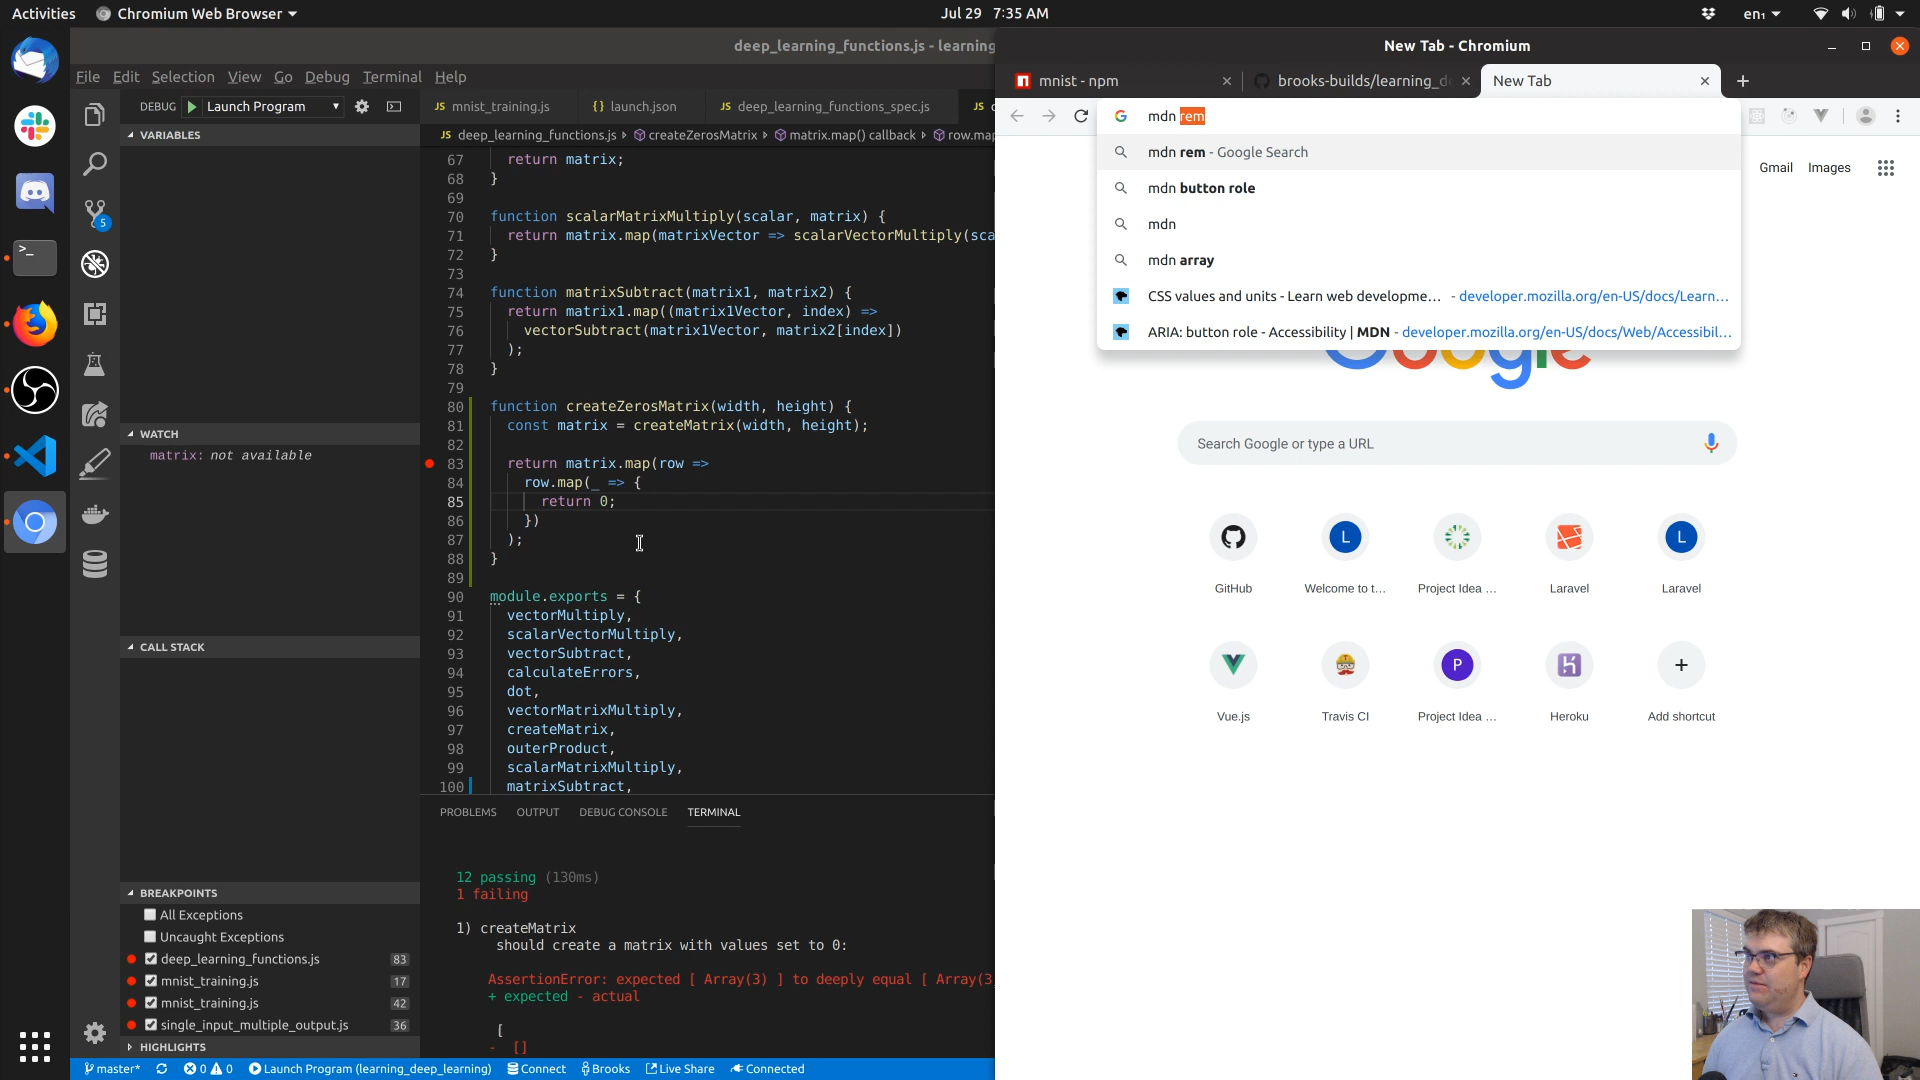 Activities
Chromium Web Browser
Jul 29 7:35 AM
en₁
deep_learning_functions.js - learning
File Edit Selection View Go Debug Terminal Help
DEBUG Launch Program
VARIABLES
WATCH
matrix: not available
CALL STACK
BREAKPOINTS
All Exceptions
Uncaught Exceptions
deep_learning_functions.js 83
mnist_training.js 17
mnist_training.js 42
single_input_multiple_output.js 36
HIGHLIGHTS
5
JS mnist_training.js
{} launch.json
JS deep_learning_functions_spec.js
JS
JS deep_learning_functions.js createZerosMatrix matrix.map() callback row.map
67 return matrix;
68 }
69
70 function scalarMatrixMultiply(scalar, matrix) {
71 return matrix.map(matrixVector => scalarVectorMultiply(sca
72 }
73
74 function matrixSubtract(matrix1, matrix2) {
75 return matrix1.map((matrix1Vector, index) =>
76 vectorSubtract(matrix1Vector, matrix2[index])
77 );
78 }
79
80 function createZerosMatrix(width, height) {
81 const matrix = createMatrix(width, height);
82
83 return matrix.map(row =>
84 row.map(_ => {
85 return 0;
86 })
87 );
88 }
89
90 module.exports = {
91 vectorMultiply,
92 scalarVectorMultiply,
93 vectorSubtract,
94 calculateErrors,
95 dot,
96 vectorMatrixMultiply,
97 createMatrix,
98 outerProduct,
99 scalarMatrixMultiply,
100 matrixSubtract,
PROBLEMS OUTPUT DEBUG CONSOLE TERMINAL
12 passing (130ms)
1 failing
1) createMatrix
should create a matrix with values set to 0:
AssertionError: expected [ Array(3) ] to deeply equal [ Array(3
+ expected - actual
[
- []
master* 0 0 Launch Program (learning_deep_learning) Connect Brooks Live Share Connected
New Tab - Chromium
mnist - npm
brooks-builds/learning_d
New Tab
mdn rem
mdn rem - Google Search
mdn button role
mdn
mdn array
CSS values and units - Learn web developme… - developer.mozilla.org/en-US/docs/Learn…
ARIA: button role - Accessibility | MDN - developer.mozilla.org/en-US/docs/Web/Accessibil…
Gmail Images
Google
Search Google or type a URL
L
L
GitHub
Welcome to t…
Project Idea …
Laravel
Laravel
P
Vue.js
Travis CI
Project Idea …
Heroku
Add shortcut